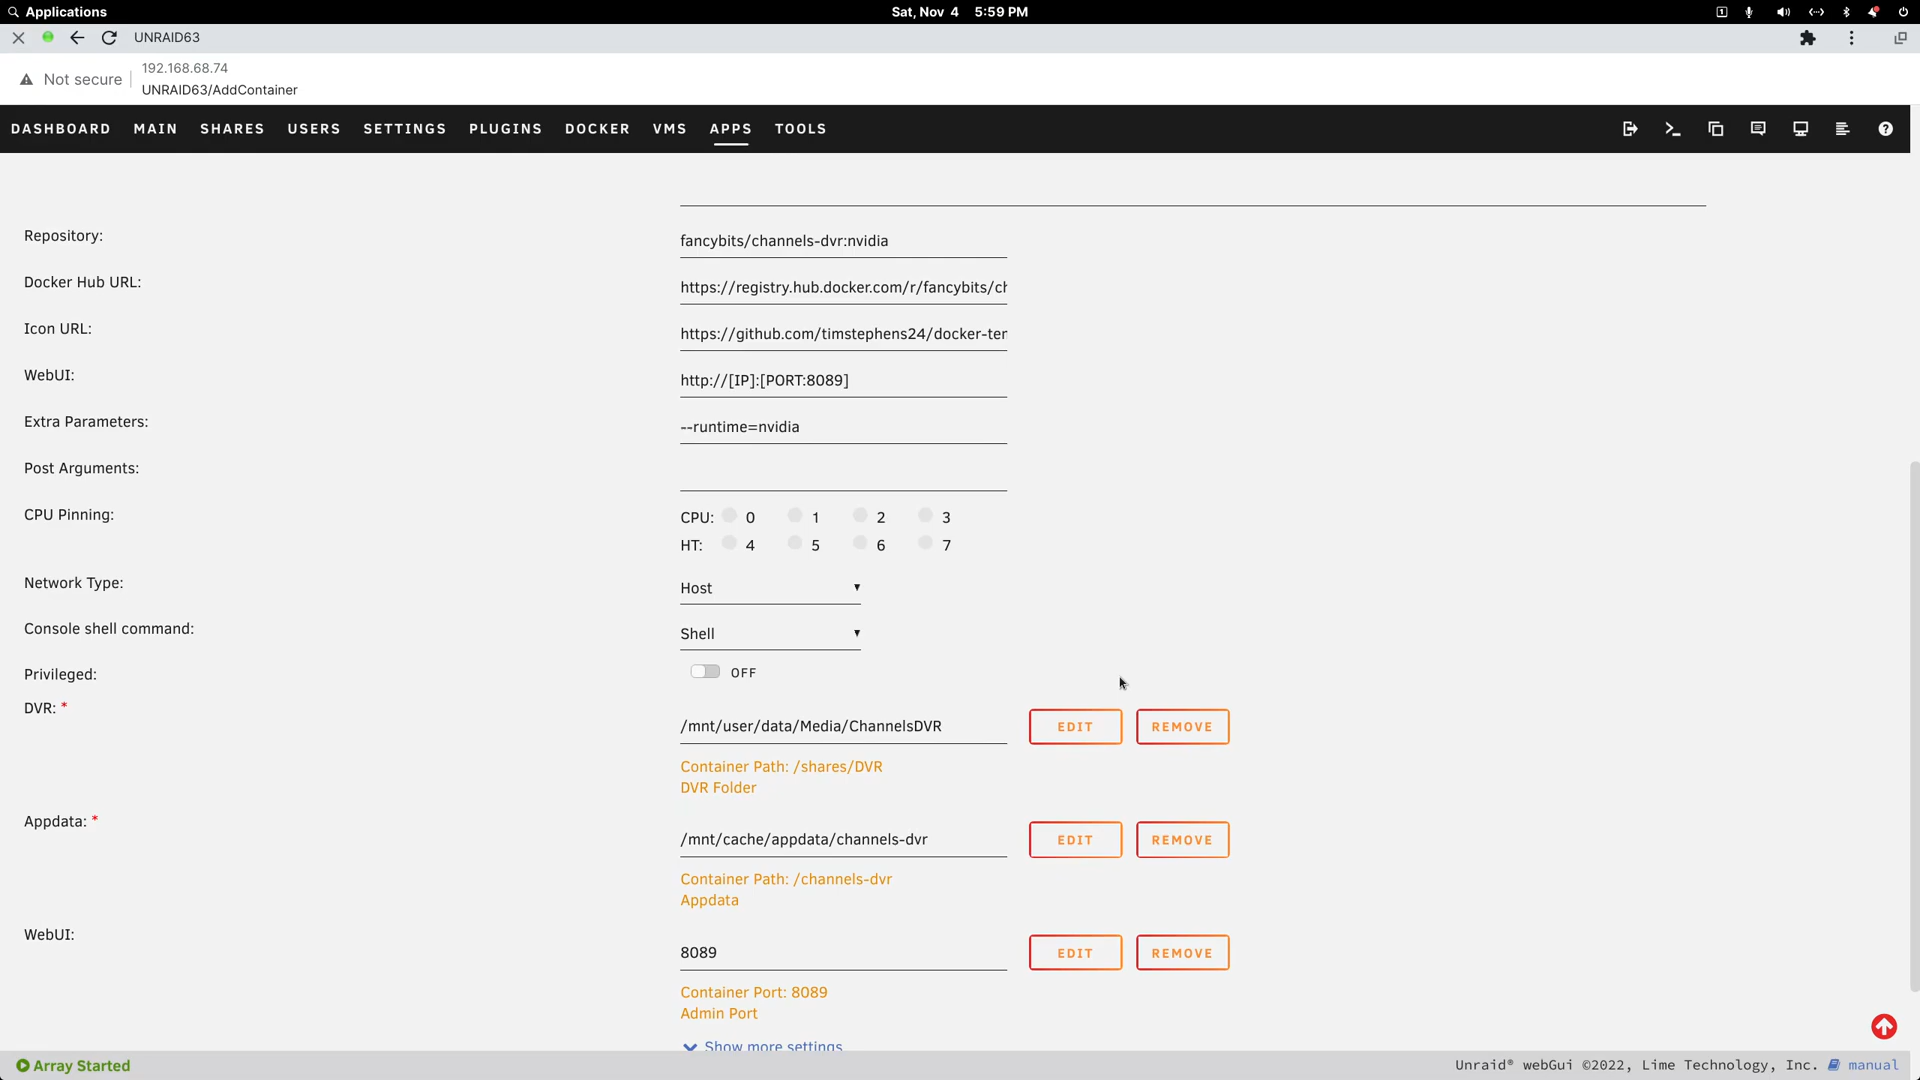 Applications
Sat, Nov 4 5:59 PM
UNRAID63
Not secure
192.168.68.74
UNRAID63/AddContainer
DASHBOARD MAIN SHARES USERS SETTINGS PLUGINS DOCKER VMS APPS TOOLS
Repository:
fancybits/channels-dvr:nvidia
Docker Hub URL:
https://registry.hub.docker.com/r/fancybits/ch
Icon URL:
https://github.com/timstephens24/docker-ter
WebUI:
http://[IP]:[PORT:8089]
Extra Parameters:
--runtime=nvidia
Post Arguments:
CPU Pinning:
CPU: 0 1 2 3
HT: 4 5 6 7
Network Type:
Host
Console shell command:
Shell
Privileged:
OFF
DVR: *
/mnt/user/data/Media/ChannelsDVR EDIT REMOVE
Container Path: /shares/DVR
DVR Folder
Appdata: *
/mnt/cache/appdata/channels-dvr EDIT REMOVE
Container Path: /channels-dvr
Appdata
WebUI:
8089 EDIT REMOVE
Container Port: 8089
Admin Port
Show more settings
Array Started
Unraid® webGui ©2022, Lime Technology, Inc. manual